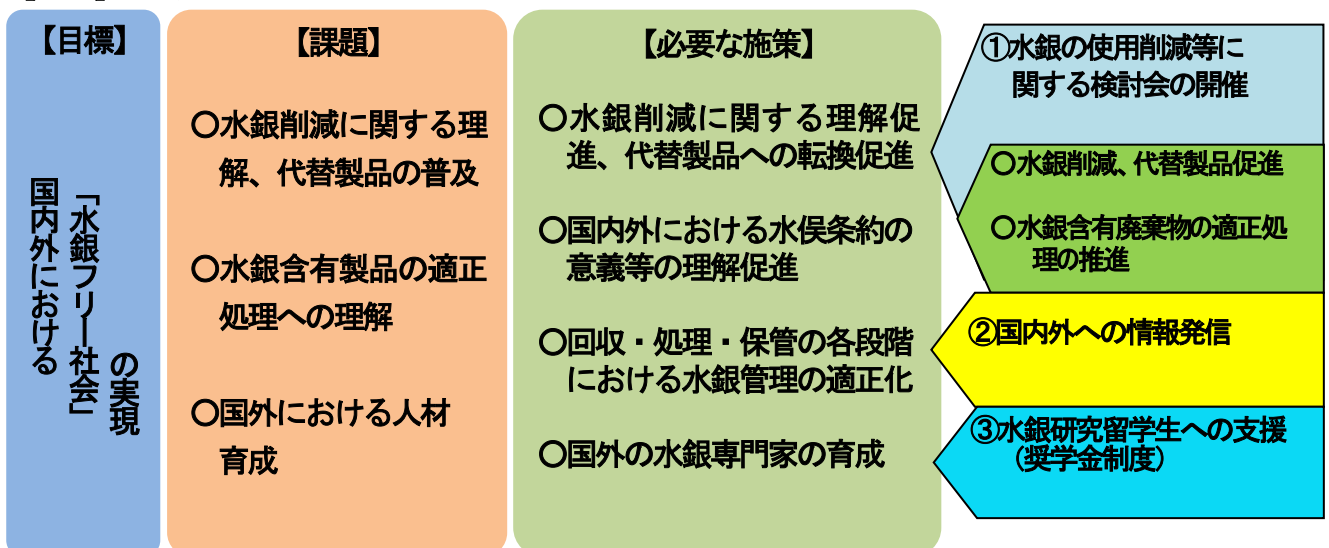 【目標】
国内外における
「水銀フリー社会」
の実現
【課題】
〇水銀削減に関する理
解、代替製品の普及
〇水銀含有製品の適正
処理への理解
〇国外における人材
育成
【必要な施策】
〇水銀削減に関する理解促
進、代替製品への転換促進
〇国内外における水俣条約の
意義等の理解促進
〇回収・処理・保管の各段階
における水銀管理の適正化
〇国外の水銀専門家の育成
①水銀の使用削減等に
関する検討会の開催
〇水銀削減、代替製品促進
〇水銀含有廃棄物の適正処
理の推進
②国内外への情報発信
③水銀研究留学生への支援
（奨学金制度）